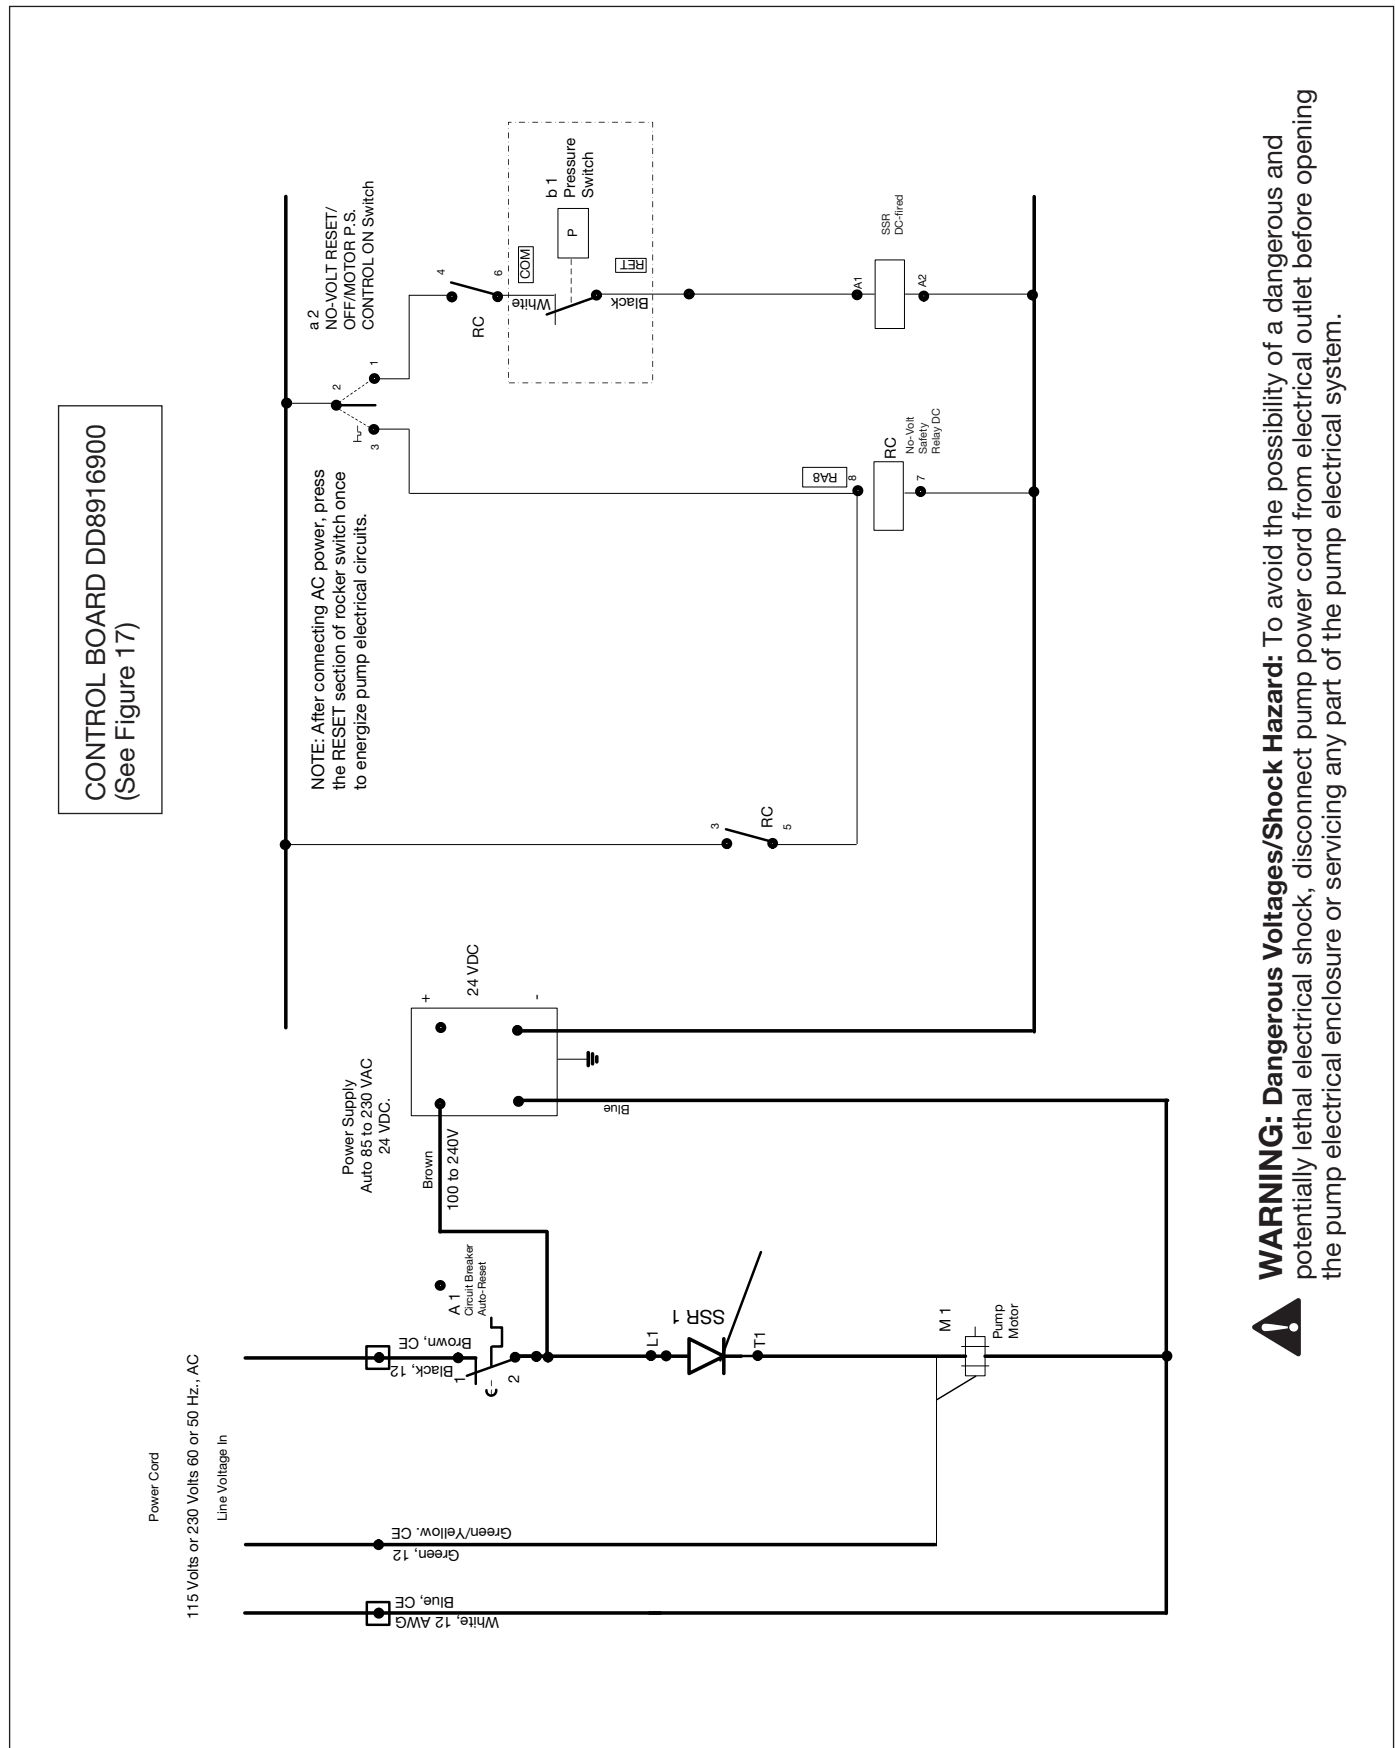 CONTROL BOARD DD8916900
(See Figure 17)
Power Cord
115 Volts or 230 Volts 60 or 50 Hz., AC
Line Voltage In
White, 12 AWG
Blue, CE
Green, 12
Green/Yellow. CE
Black, 12
Brown, CE
1
2
A 1
Circuit Breaker
Auto-Reset
L1
SSR 1
T1
M 1
Pump
Motor
Power Supply
Auto 85 to 230 VAC
24 VDC.
Brown
100 to 240V
Blue
+
24 VDC
-
3
RC
5
NOTE: After connecting AC power, press
the RESET section of rocker switch once
to energize pump electrical circuits.
a 2
NO-VOLT RESET/
OFF/MOTOR P.S.
CONTROL ON Switch
2
3
1
RA8
8
RC
No-Volt
Safety
Relay DC
7
4
RC
6
COM
White
b 1
Pressure
Switch
P
Black
RET
A1
SSR
DC-fired
A2
WARNING: Dangerous Voltages/Shock Hazard: To avoid the possibility of a dangerous and
potentially lethal electrical shock, disconnect pump power cord from electrical outlet before opening
the pump electrical enclosure or servicing any part of the pump electrical system.